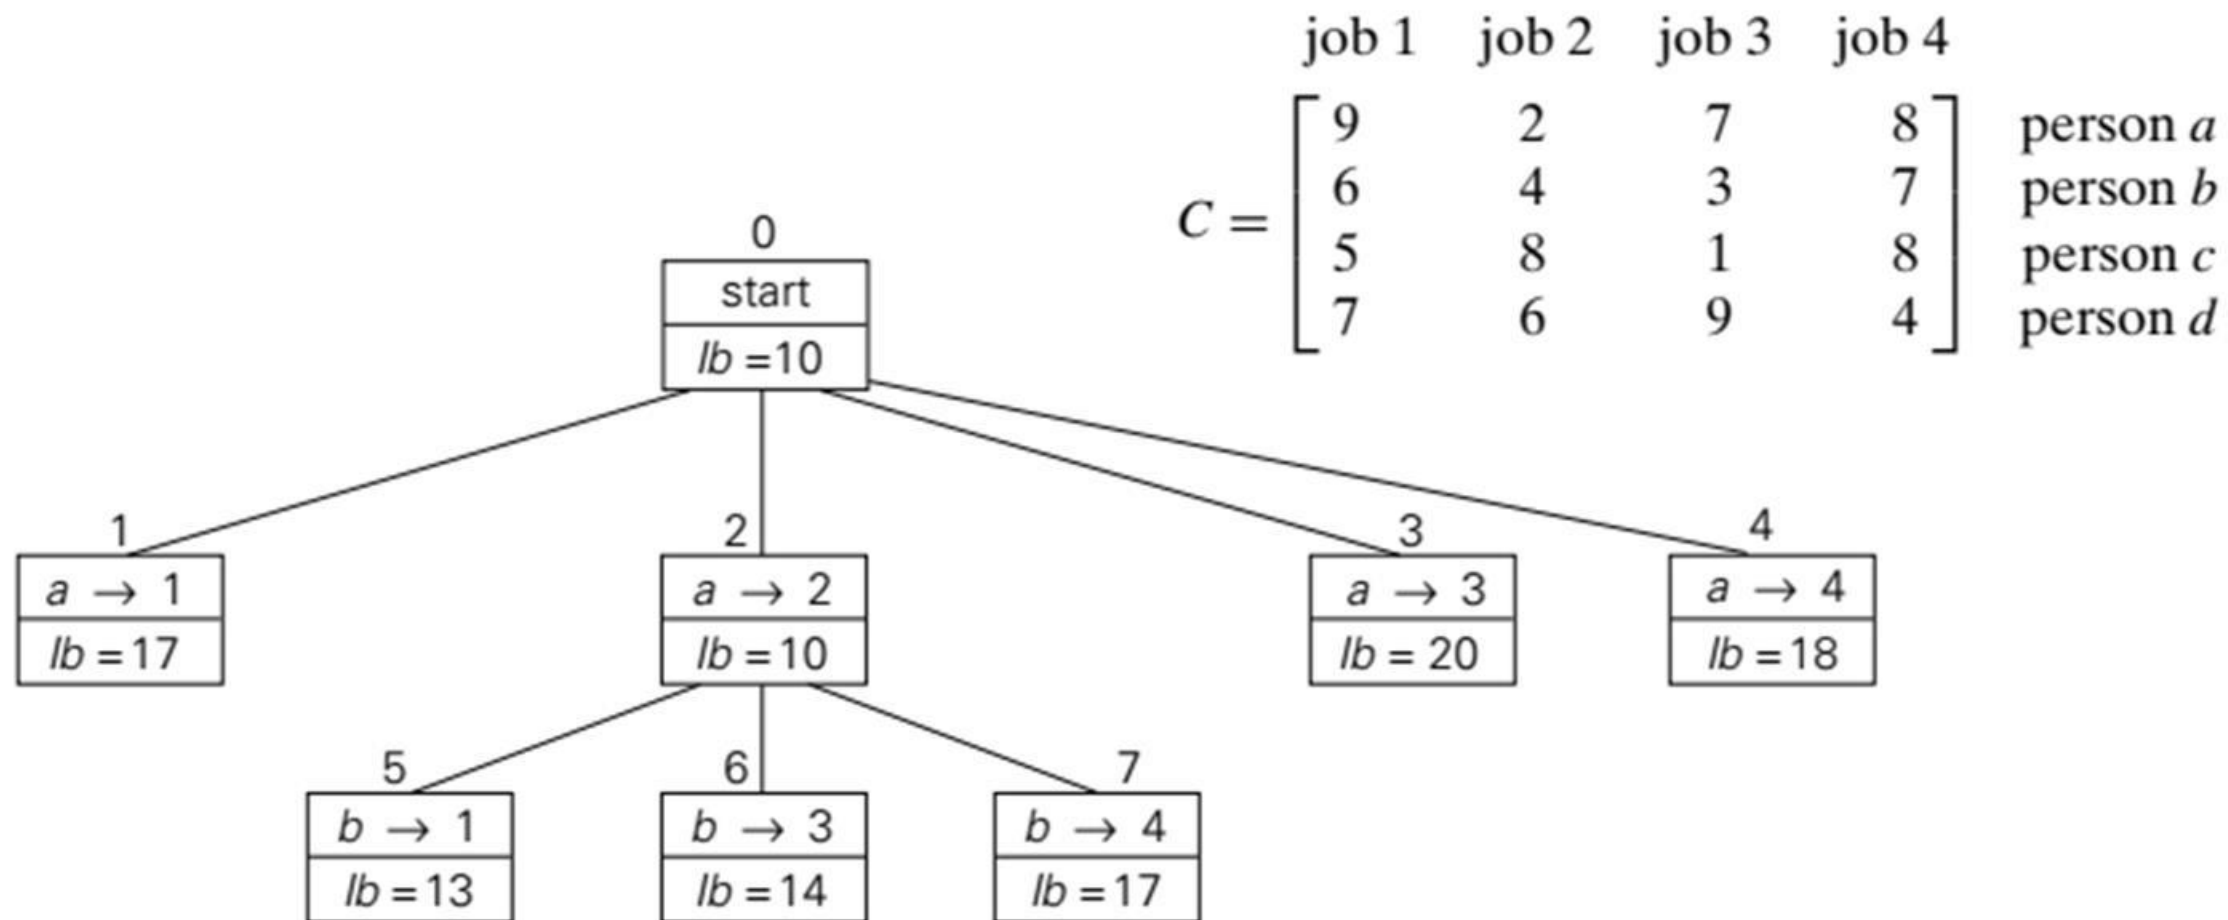 job 1 job 2 job 3 job 4
C = [ 9 2 7 8 ] person a
6 4 3 7 person b
5 8 1 8 person c
7 6 9 4 person d
0
start
lb =10
1
a → 1
lb =17
2
a → 2
lb =10
3
a → 3
lb = 20
4
a → 4
lb =18
5
b → 1
lb =13
6
b → 3
lb =14
7
b → 4
lb =17